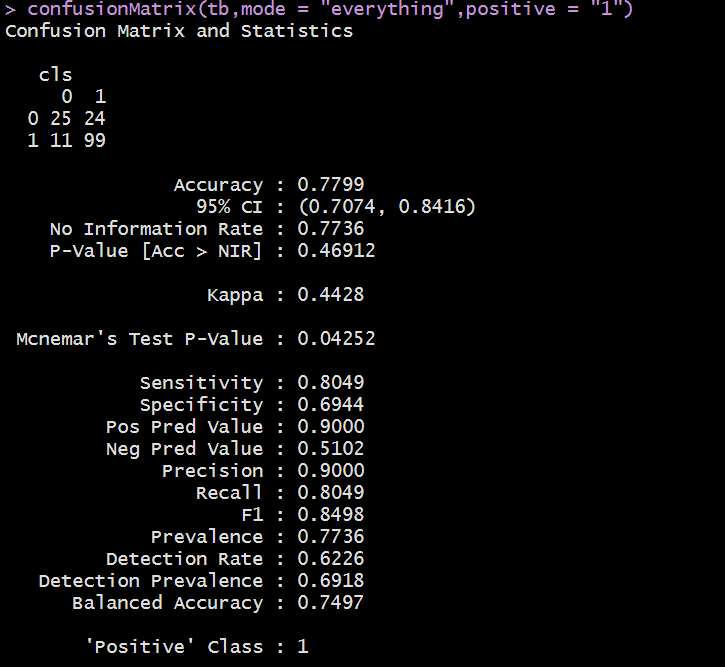 > confusionMatrix(tb,mode = "everything",positive = "1")
Confusion Matrix and Statistics
cls
0 1
0 25 24
1 11 99
Accuracy : 0.7799
95% CI : (0.7074, 0.8416)
No Information Rate : 0.7736
P-Value [Acc > NIR] : 0.46912
Kappa : 0.4428
Mcnemar's Test P-Value : 0.04252
Sensitivity : 0.8049
Specificity : 0.6944
Pos Pred Value : 0.9000
Neg Pred Value : 0.5102
Precision : 0.9000
Recall : 0.8049
F1 : 0.8498
Prevalence : 0.7736
Detection Rate : 0.6226
Detection Prevalence : 0.6918
Balanced Accuracy : 0.7497
'Positive' Class : 1